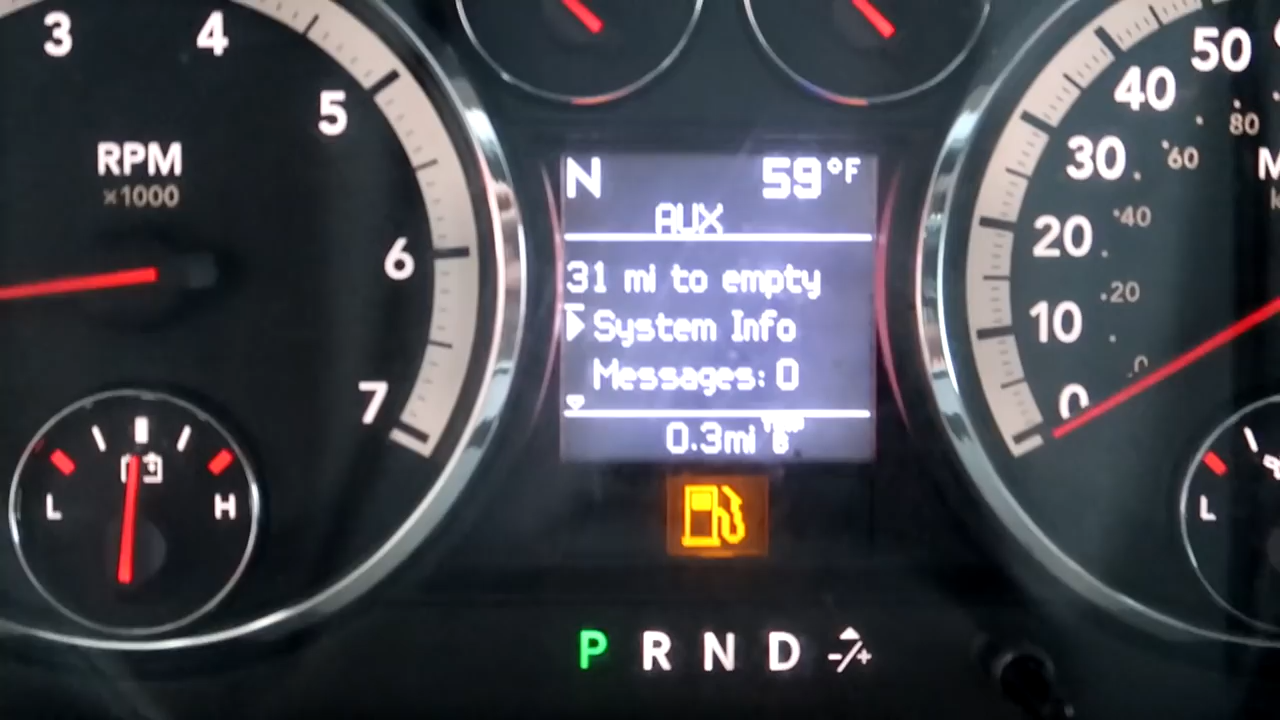 3 4 5 6 7
RPM
×1000
L H
N 59°F
AUX
31 mi to empty
System Info
Messages: 0
0.3mi
P R N D -/+
50
40
30
20
10
0
80
60
40
20
0
L